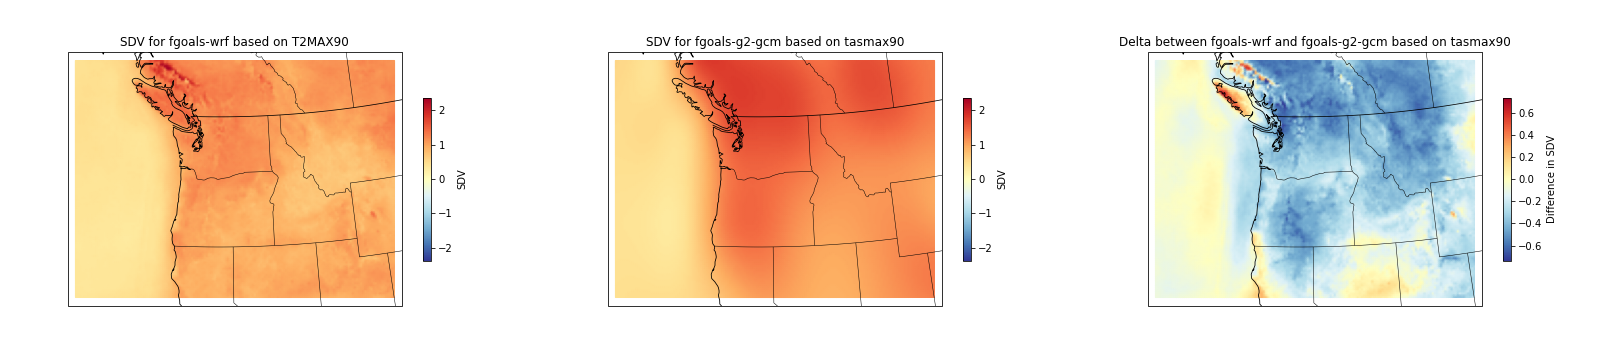 SDV for fgoals-wrf based on T2MAX90
2
1
0
−1
−2
SDV
SDV for fgoals-g2-gcm based on tasmax90
2
1
0
−1
−2
SDV
Delta between fgoals-wrf and fgoals-g2-gcm based on tasmax90
0.6
0.4
0.2
0.0
−0.2
−0.4
−0.6
Difference in SDV